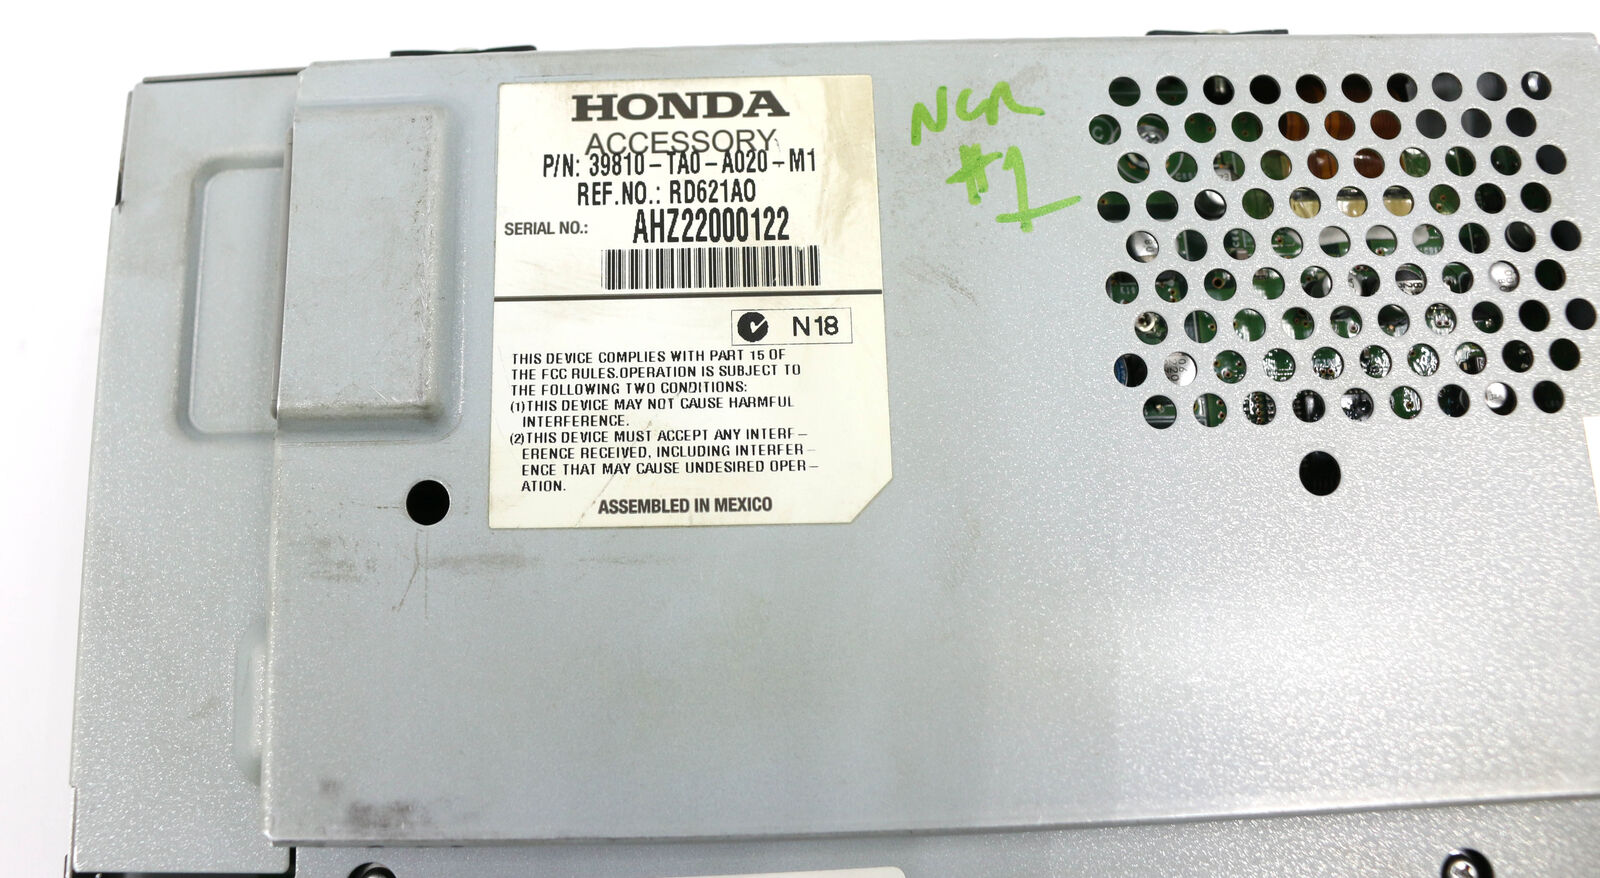 HONDA
ACCESSORY
P/N: 39810-TA0-A020-M1
REF.NO.: RD621A0
SERIAL NO.: AHZ22000122
N18
THIS DEVICE COMPLIES WITH PART 15 OF
THE FCC RULES.OPERATION IS SUBJECT TO
THE FOLLOWING TWO CONDITIONS:
(1)THIS DEVICE MAY NOT CAUSE HARMFUL
INTERFERENCE.
(2)THIS DEVICE MUST ACCEPT ANY INTERF-
ERENCE RECEIVED, INCLUDING INTERFER-
ENCE THAT MAY CAUSE UNDESIRED OPER-
ATION.
ASSEMBLED IN MEXICO
NCR
#1